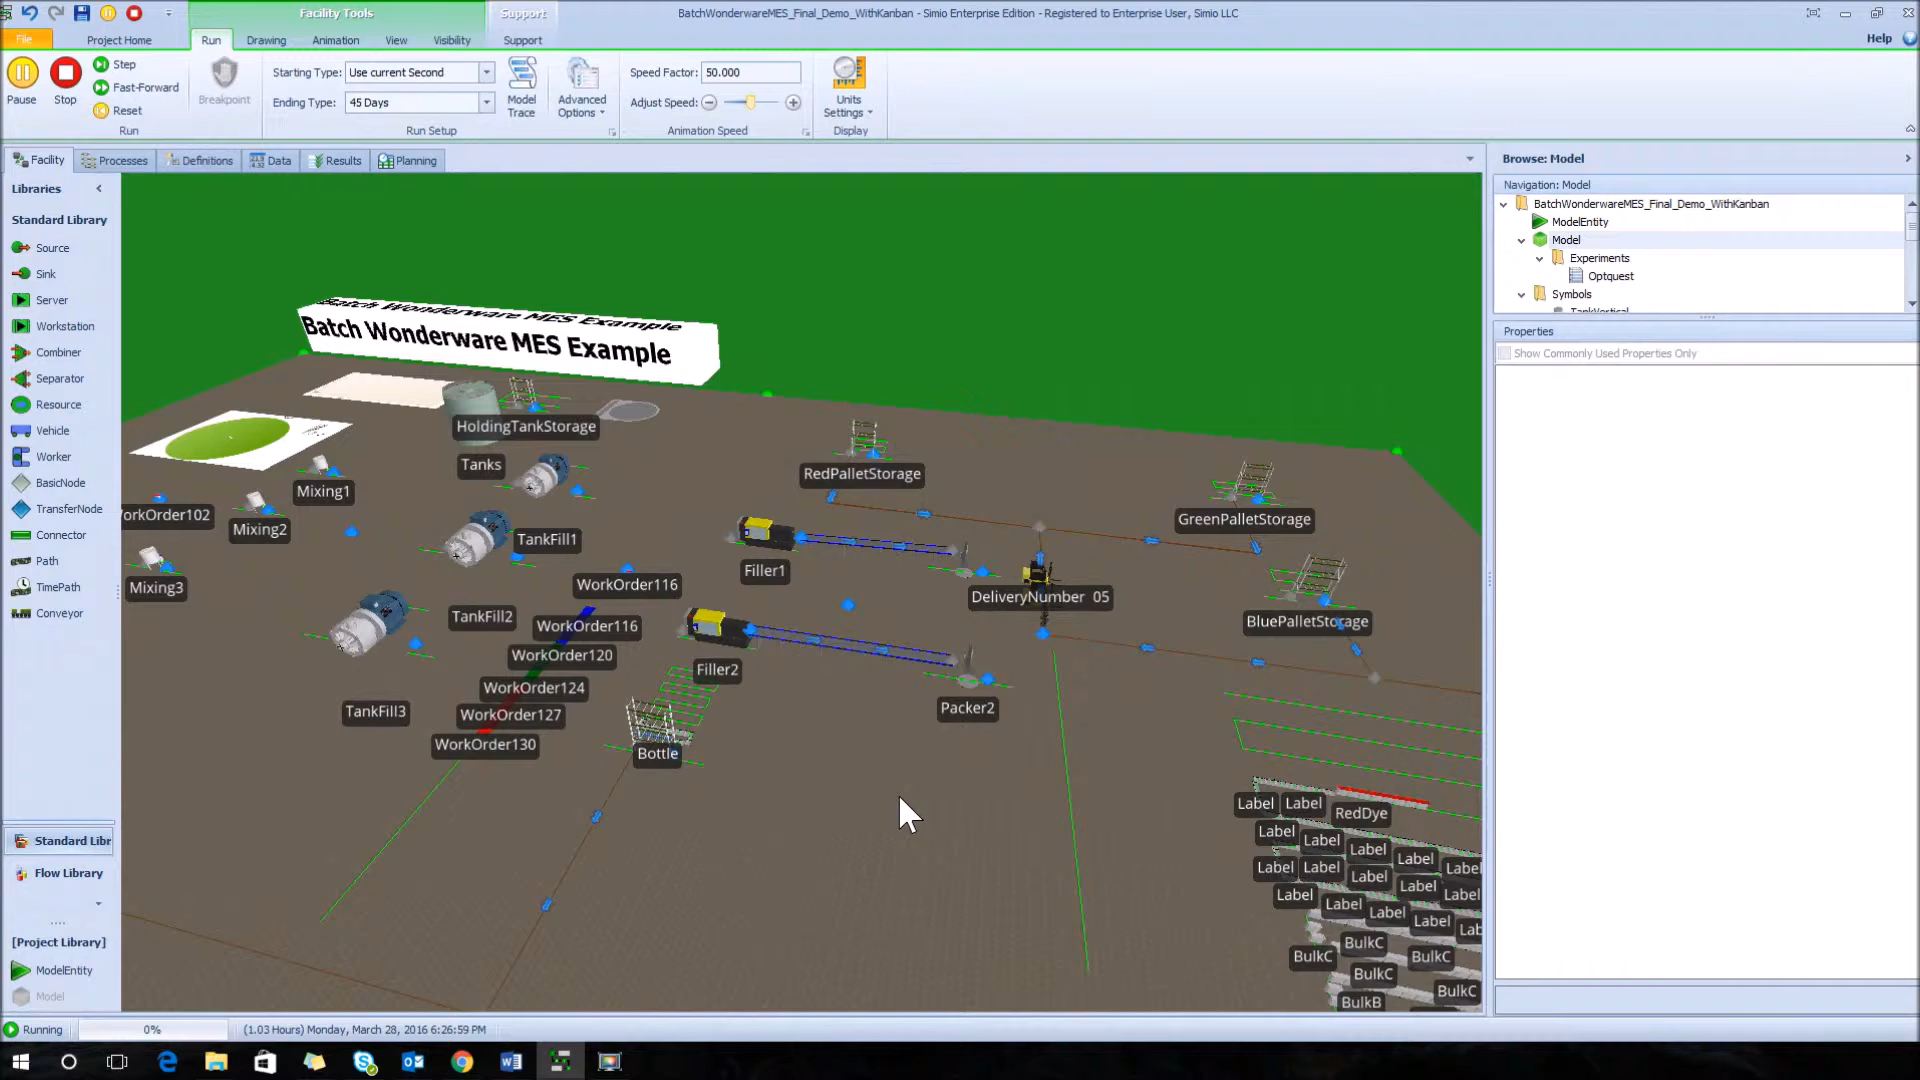 Facility Tools
Support
BatchWonderwareMES_Final_Demo_WithKanban - Simio Enterprise Edition - Registered to Enterprise User, Simio LLC
File
Project Home
Run
Drawing
Animation
View
Visibility
Support
Help
Pause
Stop
Step
Fast-Forward
Reset
Run
Breakpoint
Starting Type: Use current Second
Ending Type: 45 Days
Run Setup
Model Trace
Advanced Options
Speed Factor: 50.000
Adjust Speed:
Animation Speed
Units Settings
Display
Facility
Processes
Definitions
Data
Results
Planning
Libraries
Standard Library
Source
Sink
Server
Workstation
Combiner
Separator
Resource
Vehicle
Worker
BasicNode
TransferNode
Connector
Path
TimePath
Conveyor
Standard Libr
Flow Library
[Project Library]
ModelEntity
Model
Batch Wonderware MES Example
Batch Wonderware MES Example
HoldingTankStorage
Tanks
Mixing1
orkOrder102
Mixing2
Mixing3
TankFill1
TankFill2
TankFill3
WorkOrder116
WorkOrder116
WorkOrder120
WorkOrder124
WorkOrder127
WorkOrder130
RedPalletStorage
GreenPalletStorage
BluePalletStorage
Filler1
Filler2
DeliveryNumber 05
Packer2
Bottle
Label
Label
RedDye
Label
Label
Label
Label
Label
Label
Label
Label
Label
Label
Label
Label
Label
Label
Lab
BulkC
BulkC
BulkC
BulkC
BulkC
BulkB
Browse: Model
Navigation: Model
BatchWonderwareMES_Final_Demo_WithKanban
ModelEntity
Model
Experiments
Optquest
Symbols
TankVertical
Properties
Show Commonly Used Properties Only
Running
0%
(1.03 Hours) Monday, March 28, 2016 6:26:59 PM